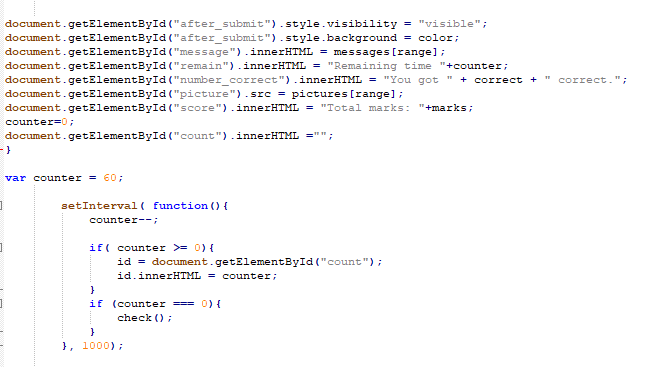 document.getElementById("after_submit").style.visibility = "visible";
document.getElementById("after_submit").style.background = color;
document.getElementById("message").innerHTML = messages[range];
document.getElementById("remain").innerHTML = "Remaining time "+counter;
document.getElementById("number_correct").innerHTML = "You got " + correct + " correct.";
document.getElementById("picture").src = pictures[range];
document.getElementById("score").innerHTML = "Total marks: "+marks;
counter=0;
document.getElementById("count").innerHTML ="";
}
var counter = 60;
setInterval( function(){
counter--;
if( counter >= 0){
id = document.getElementById("count");
id.innerHTML = counter;
}
if (counter === 0){
check();
}
}, 1000);